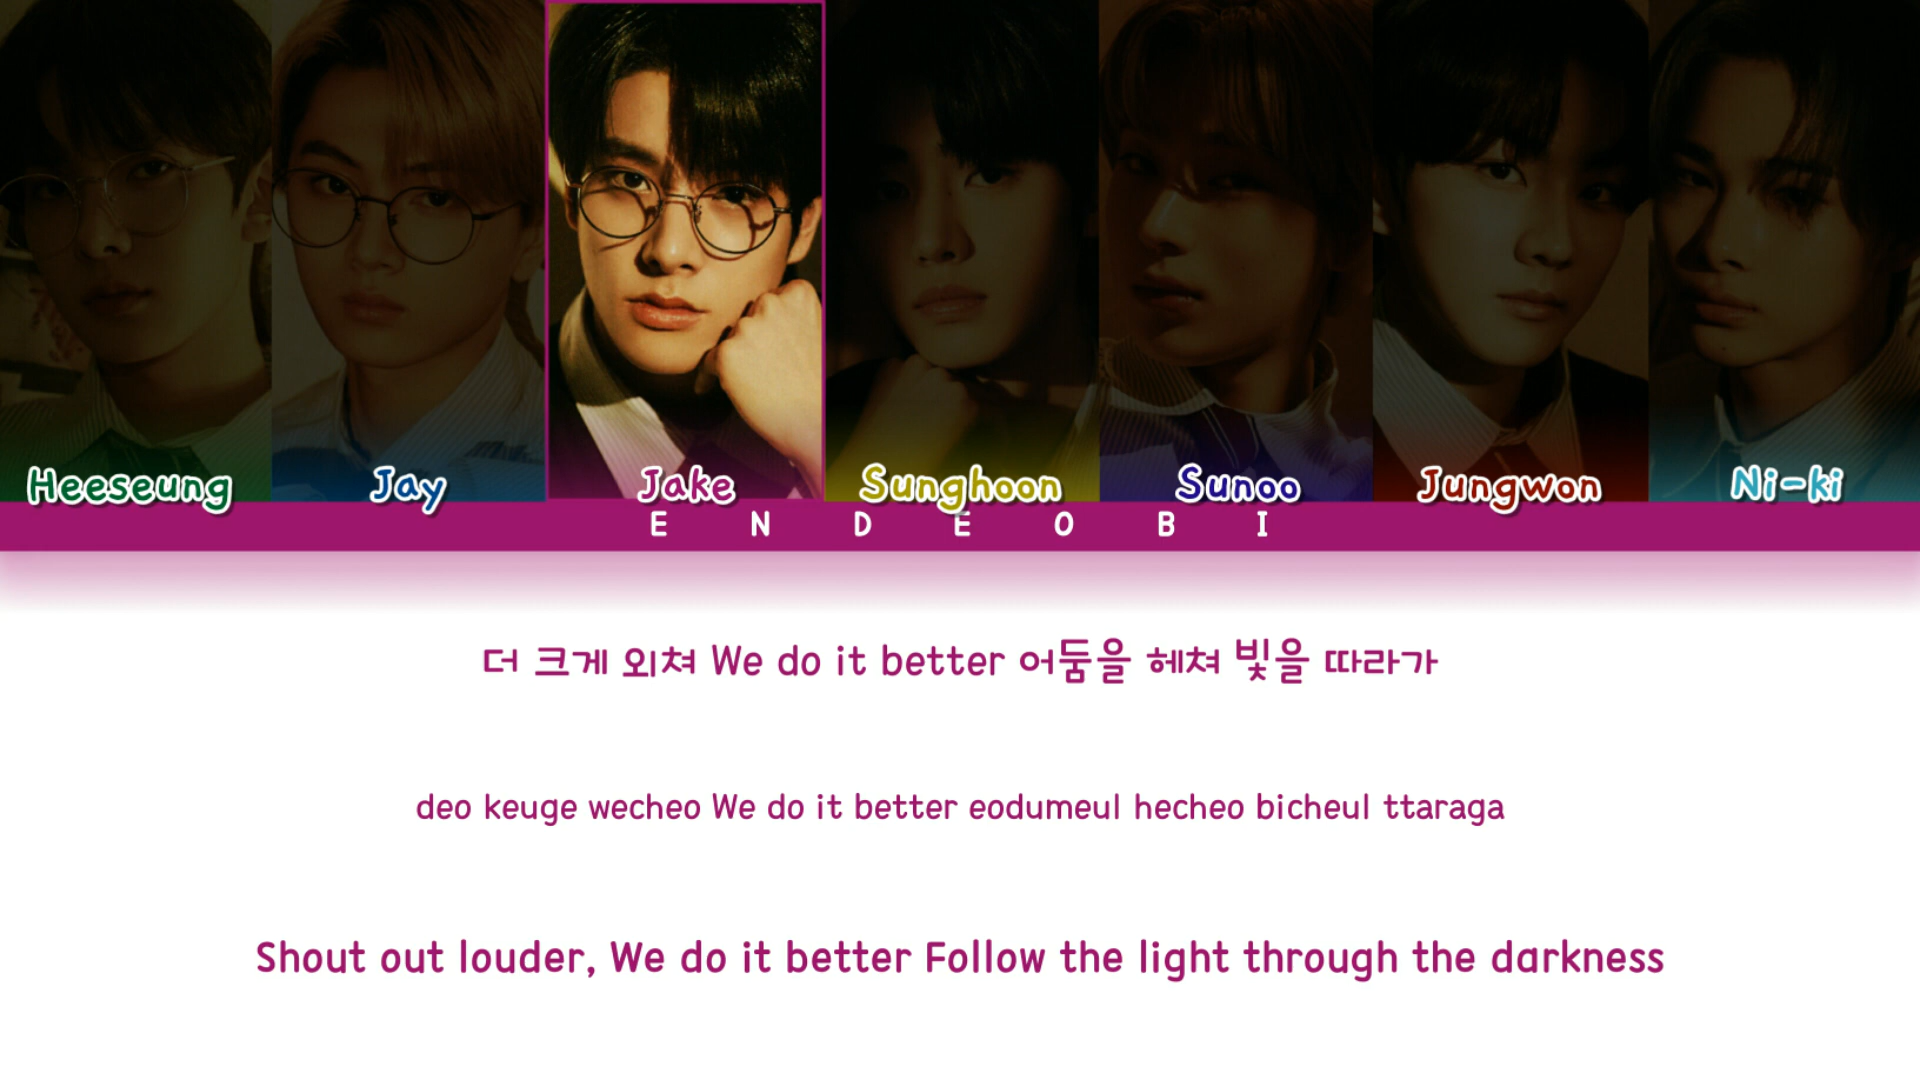 Heeseung Jay Jake Sunghoon Sunoo Jungwon Ni-ki
E N D E O B I
더 크게 외쳐 We do it better 어둠을 헤쳐 빛을 따라가
deo keuge wecheo We do it better eodumeul hecheo bicheul ttaraga
Shout out louder, We do it better Follow the light through the darkness